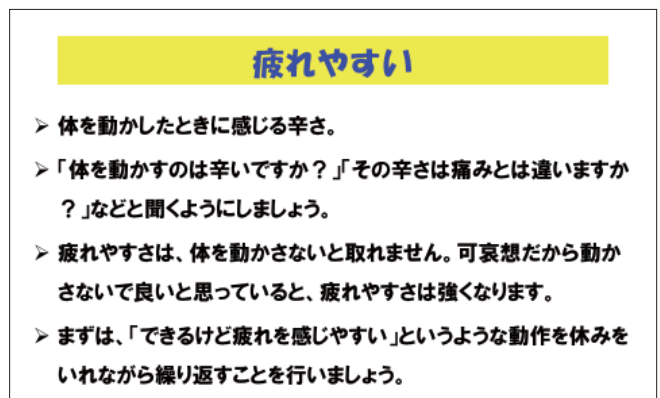 疲れやすい
➢ 体を動かしたときに感じる辛さ。
➢ 「体を動かすのは辛いですか？」「その辛さは痛みとは違いますか
？」などと聞くようにしましょう。
➢ 疲れやすさは、体を動かさないと取れません。可哀想だから動か
さないで良いと思っていると、疲れやすさは強くなります。
➢ まずは、「できるけど疲れを感じやすい」というような動作を休みを
いれながら繰り返すことを行いましょう。